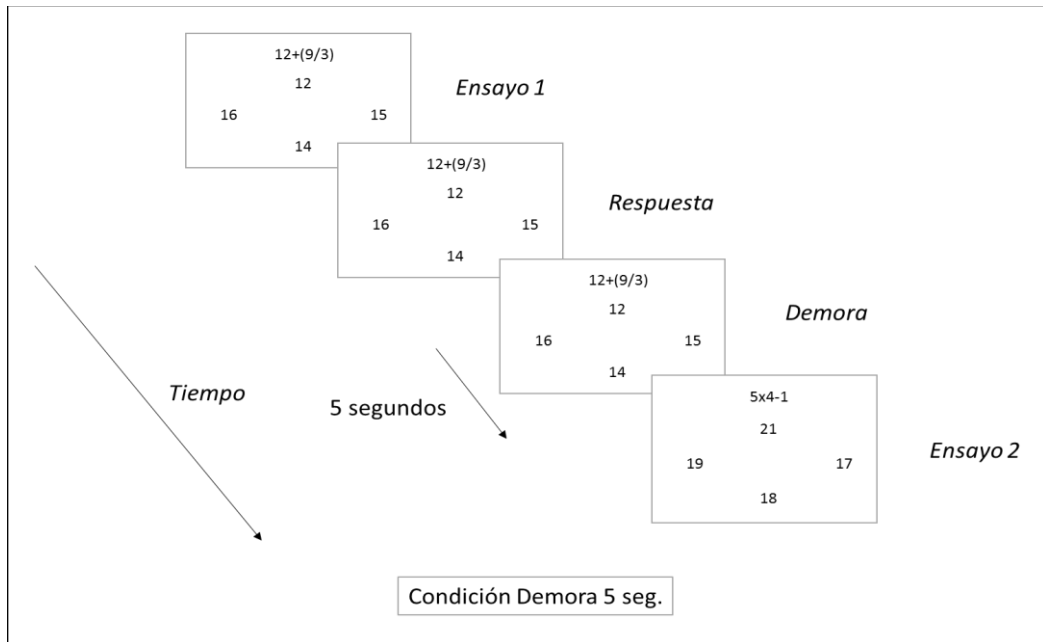 12+(9/3)
12
16 15
14
Ensayo 1
12+(9/3)
12
16 15
14
Respuesta
12+(9/3)
12
16 15
14
Demora
Tiempo
5 segundos
5x4-1
21
19 17
18
Ensayo 2
Condición Demora 5 seg.